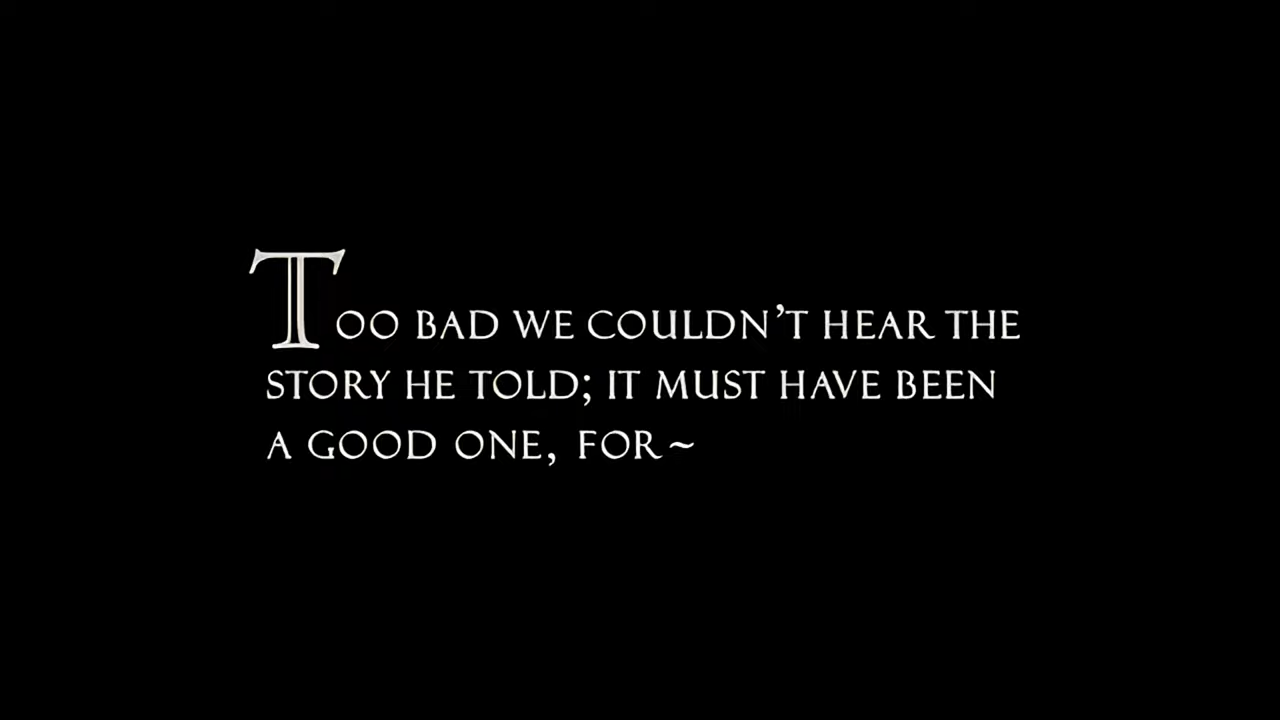 TOO BAD WE COULDN'T HEAR THE
STORY HE TOLD; IT MUST HAVE BEEN
A GOOD ONE, FOR~